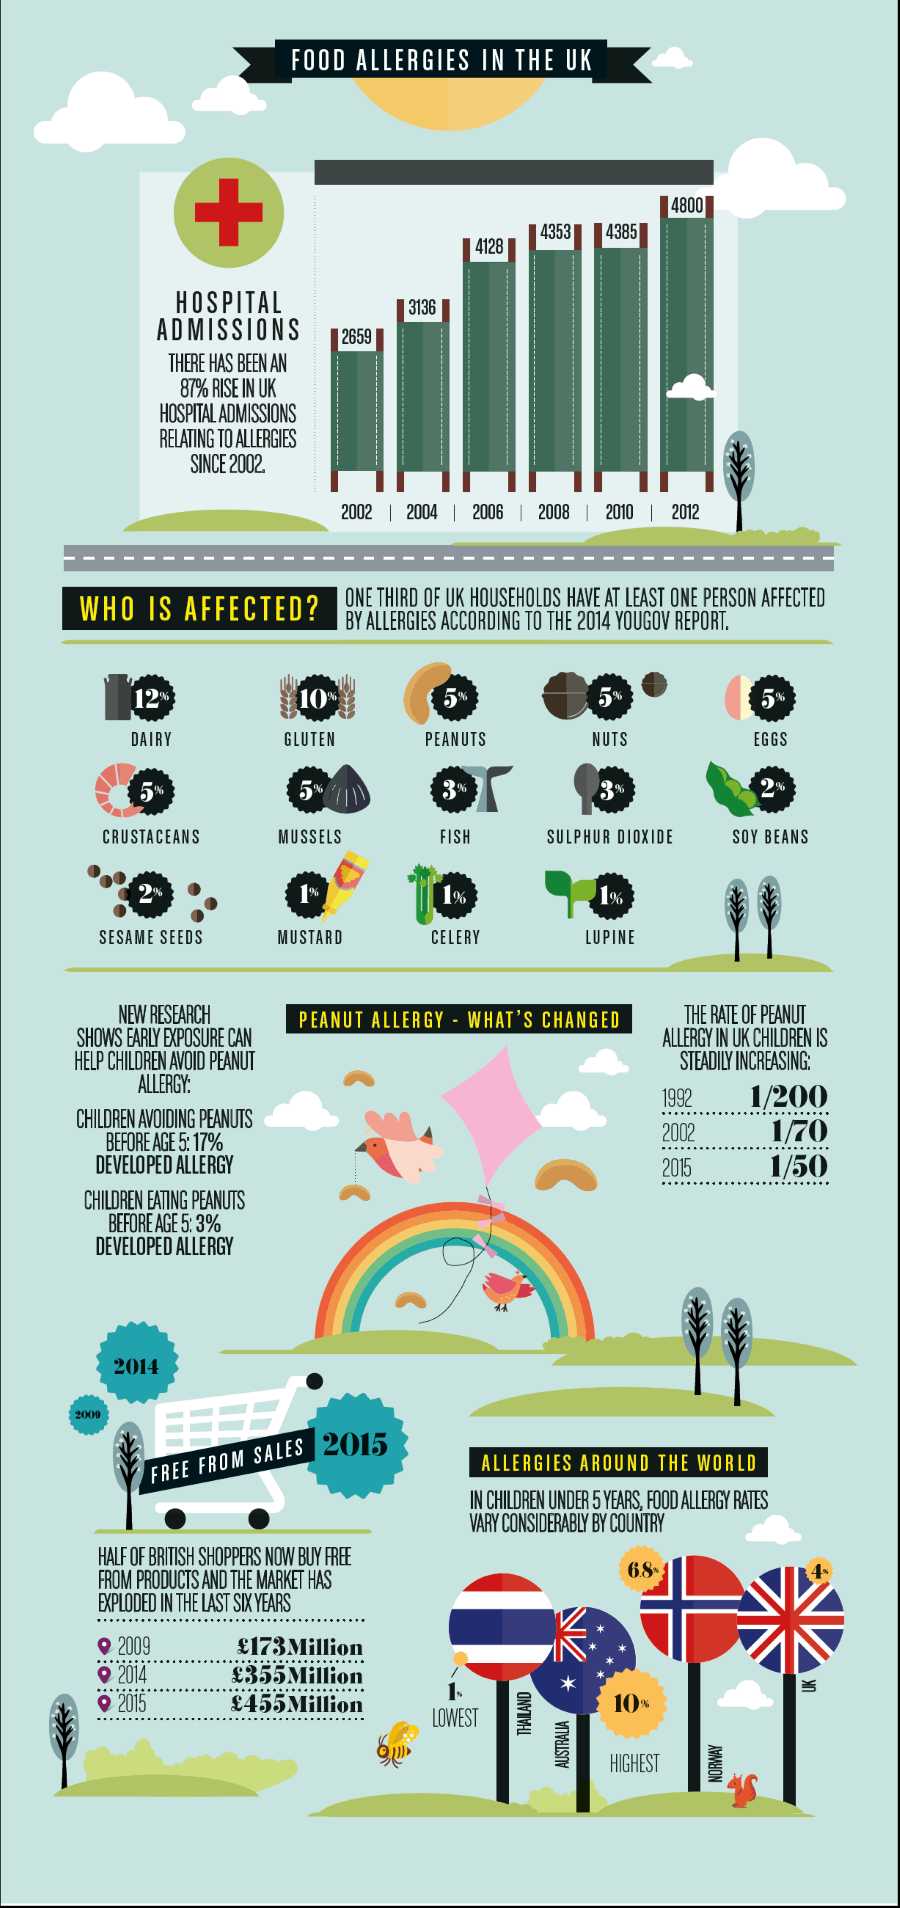 FOOD ALLERGIES IN THE UK
HOSPITAL
ADMISSIONS
THERE HAS BEEN AN
87% RISE IN UK
HOSPITAL ADMISSIONS
RELATING TO ALLERGIES
SINCE 2002.
2659
3136
4128
4353
4385
4800
2002 | 2004 | 2006 | 2008 | 2010 | 2012
WHO IS AFFECTED?
ONE THIRD OF UK HOUSEHOLDS HAVE AT LEAST ONE PERSON AFFECTED
BY ALLERGIES ACCORDING TO THE 2014 YOUGOV REPORT.
12% 10% 5% 5% 5%
DAIRY GLUTEN PEANUTS NUTS EGGS
5% 5% 3% 3% 2%
CRUSTACEANS MUSSELS FISH SULPHUR DIOXIDE SOY BEANS
2% 1% 1% 1%
SESAME SEEDS MUSTARD CELERY LUPINE
NEW RESEARCH
SHOWS EARLY EXPOSURE CAN
HELP CHILDREN AVOID PEANUT
ALLERGY:
CHILDREN AVOIDING PEANUTS
BEFORE AGE 5: 17%
DEVELOPED ALLERGY
CHILDREN EATING PEANUTS
BEFORE AGE 5: 3%
DEVELOPED ALLERGY
PEANUT ALLERGY - WHAT'S CHANGED
THE RATE OF PEANUT
ALLERGY IN UK CHILDREN IS
STEADILY INCREASING:
1992 1/200
2002 1/70
2015 1/50
2014
2009
2015
FREE FROM SALES
HALF OF BRITISH SHOPPERS NOW BUY FREE
FROM PRODUCTS AND THE MARKET HAS
EXPLODED IN THE LAST SIX YEARS
2009 £173Million
2014 £355Million
2015 £455Million
ALLERGIES AROUND THE WORLD
IN CHILDREN UNDER 5 YEARS, FOOD ALLERGY RATES
VARY CONSIDERABLY BY COUNTRY
6.8%
4%
1%
LOWEST
THAILAND
AUSTRALIA
10%
HIGHEST
NORWAY
UK